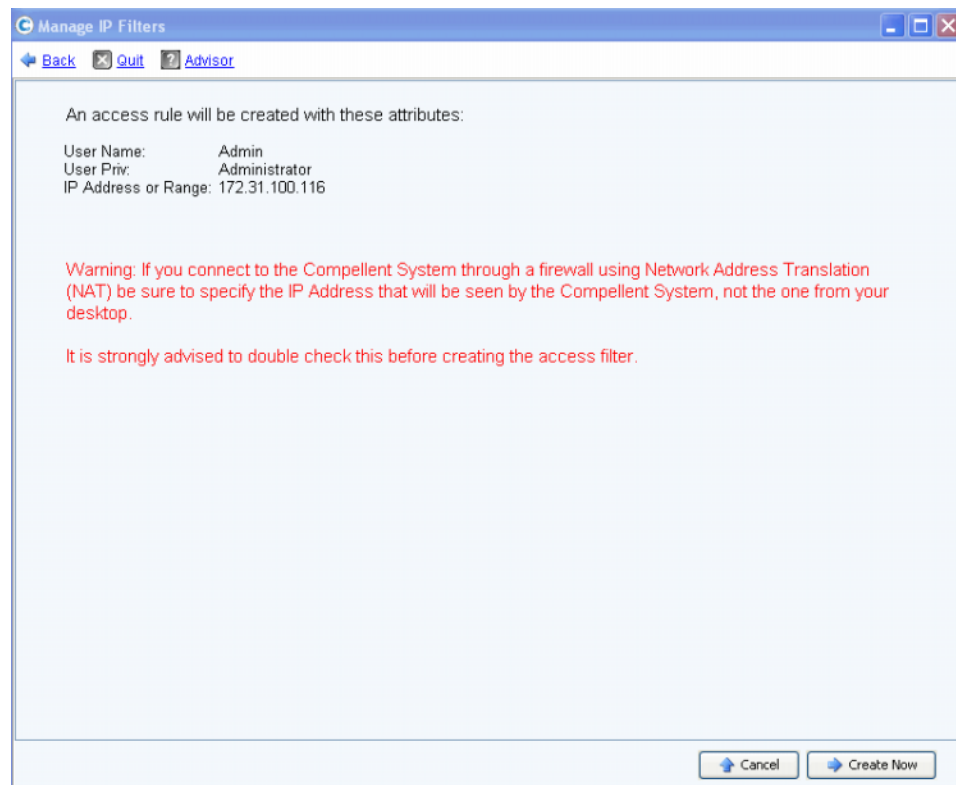 Manage IP Filters
Back Quit Advisor
An access rule will be created with these attributes:
User Name: Admin
User Priv: Administrator
IP Address or Range: 172.31.100.116
Warning: If you connect to the Compellent System through a firewall using Network Address Translation
(NAT) be sure to specify the IP Address that will be seen by the Compellent System, not the one from your
desktop.
It is strongly advised to double check this before creating the access filter.
Cancel Create Now